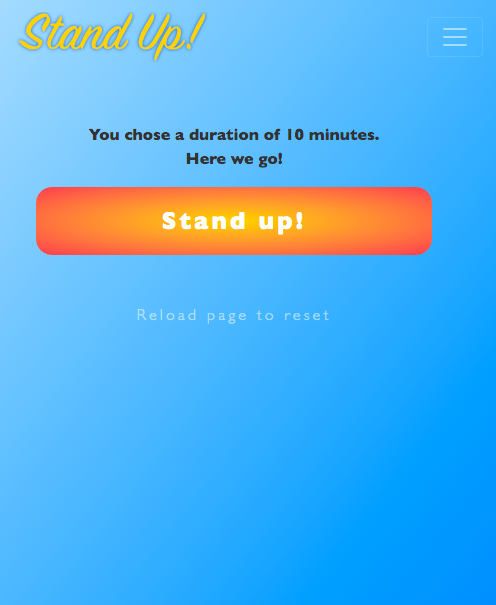 Stand Up!
You chose a duration of 10 minutes.
Here we go!
Stand up!
Reload page to reset